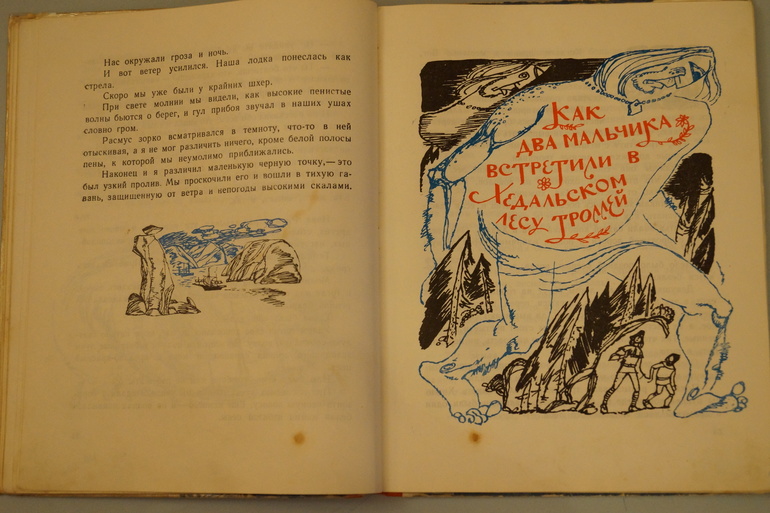 Нас окружали гроза и ночь.
И вот ветер усилился. Наша лодка понеслась как
стрела.
Скоро мы уже были у крайних шхер.
При свете молнии мы видели, как высокие пенистые
волны бьются о берег, и гул прибоя звучал в наших ушах
словно гром.
Расмус зорко всматривался в темноту, что-то в ней
отыскивая, а я не мог различить ничего, кроме белой полосы
пены, к которой мы неумолимо приближались.
Наконец и я различил маленькую черную точку,— это
был узкий пролив. Мы проскочили его и вошли в тихую га-
вань, защищенную от ветра и непогоды высокими скалами.
Как
два мальчика
встретили в
Хедальском
лесу троллей